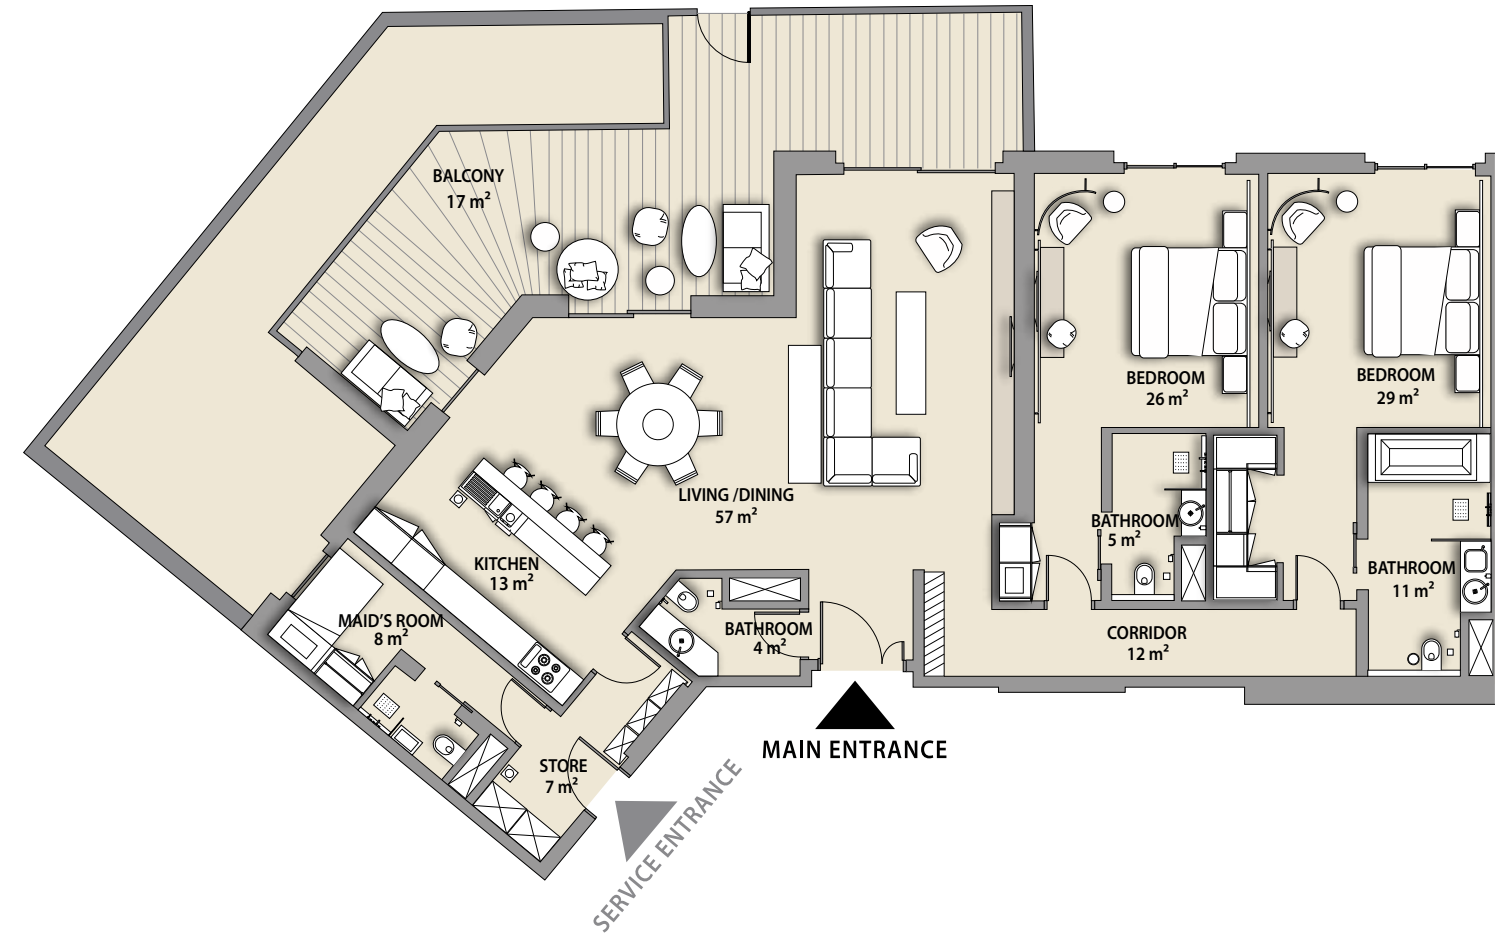 BALCONY
17 m²
BEDROOM
26 m²
BEDROOM
29 m²
LIVING /DINING
57 m²
BATHROOM
5 m²
KITCHEN
13 m²
BATHROOM
11 m²
MAID'S ROOM
8 m²
BATHROOM
4 m²
CORRIDOR
12 m²
MAIN ENTRANCE
STORE
7 m²
SERVICE ENTRANCE